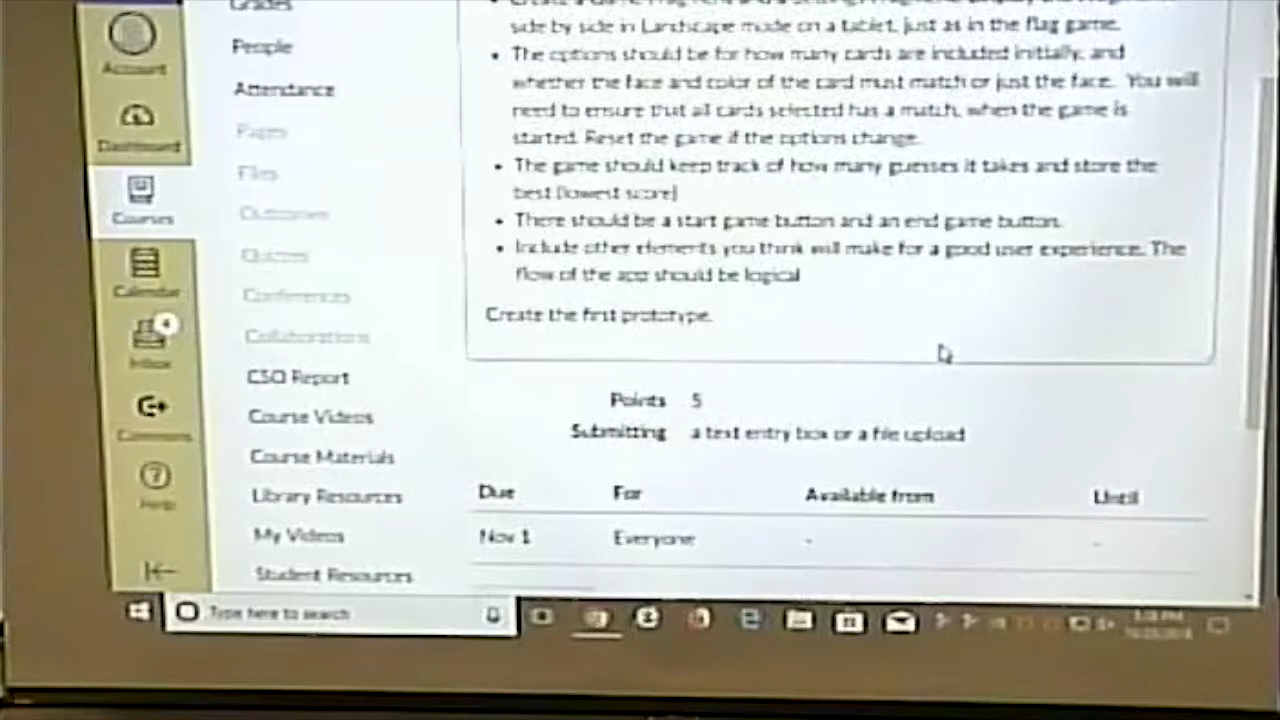 Grades
People
Attendance
Pages
Files
Outcomes
Quizzes
Conferences
Collaborations
CSO Report
Course Videos
Course Materials
Library Resources
My Videos
Student Resources
Account
Dashboard
Courses
Calendar
4
Inbox
Commons
Help
side by side in Landscape mode on a tablet, just as in the flag game.
• The options should be for how many cards are included initially, and
whether the face and color of the card must match or just the face. You will
need to ensure that all cards selected has a match, when the game is
started. Reset the game if the options change.
• The game should keep track of how many guesses it takes and store the
best (lowest score)
• There should be a start game button and an end game button.
• Include other elements you think will make for a good user experience. The
flow of the app should be logical
Create the first prototype.
Points 5
Submitting a text entry box or a file upload
Due For Available from Until
Nov 1 Everyone - -
Type here to search